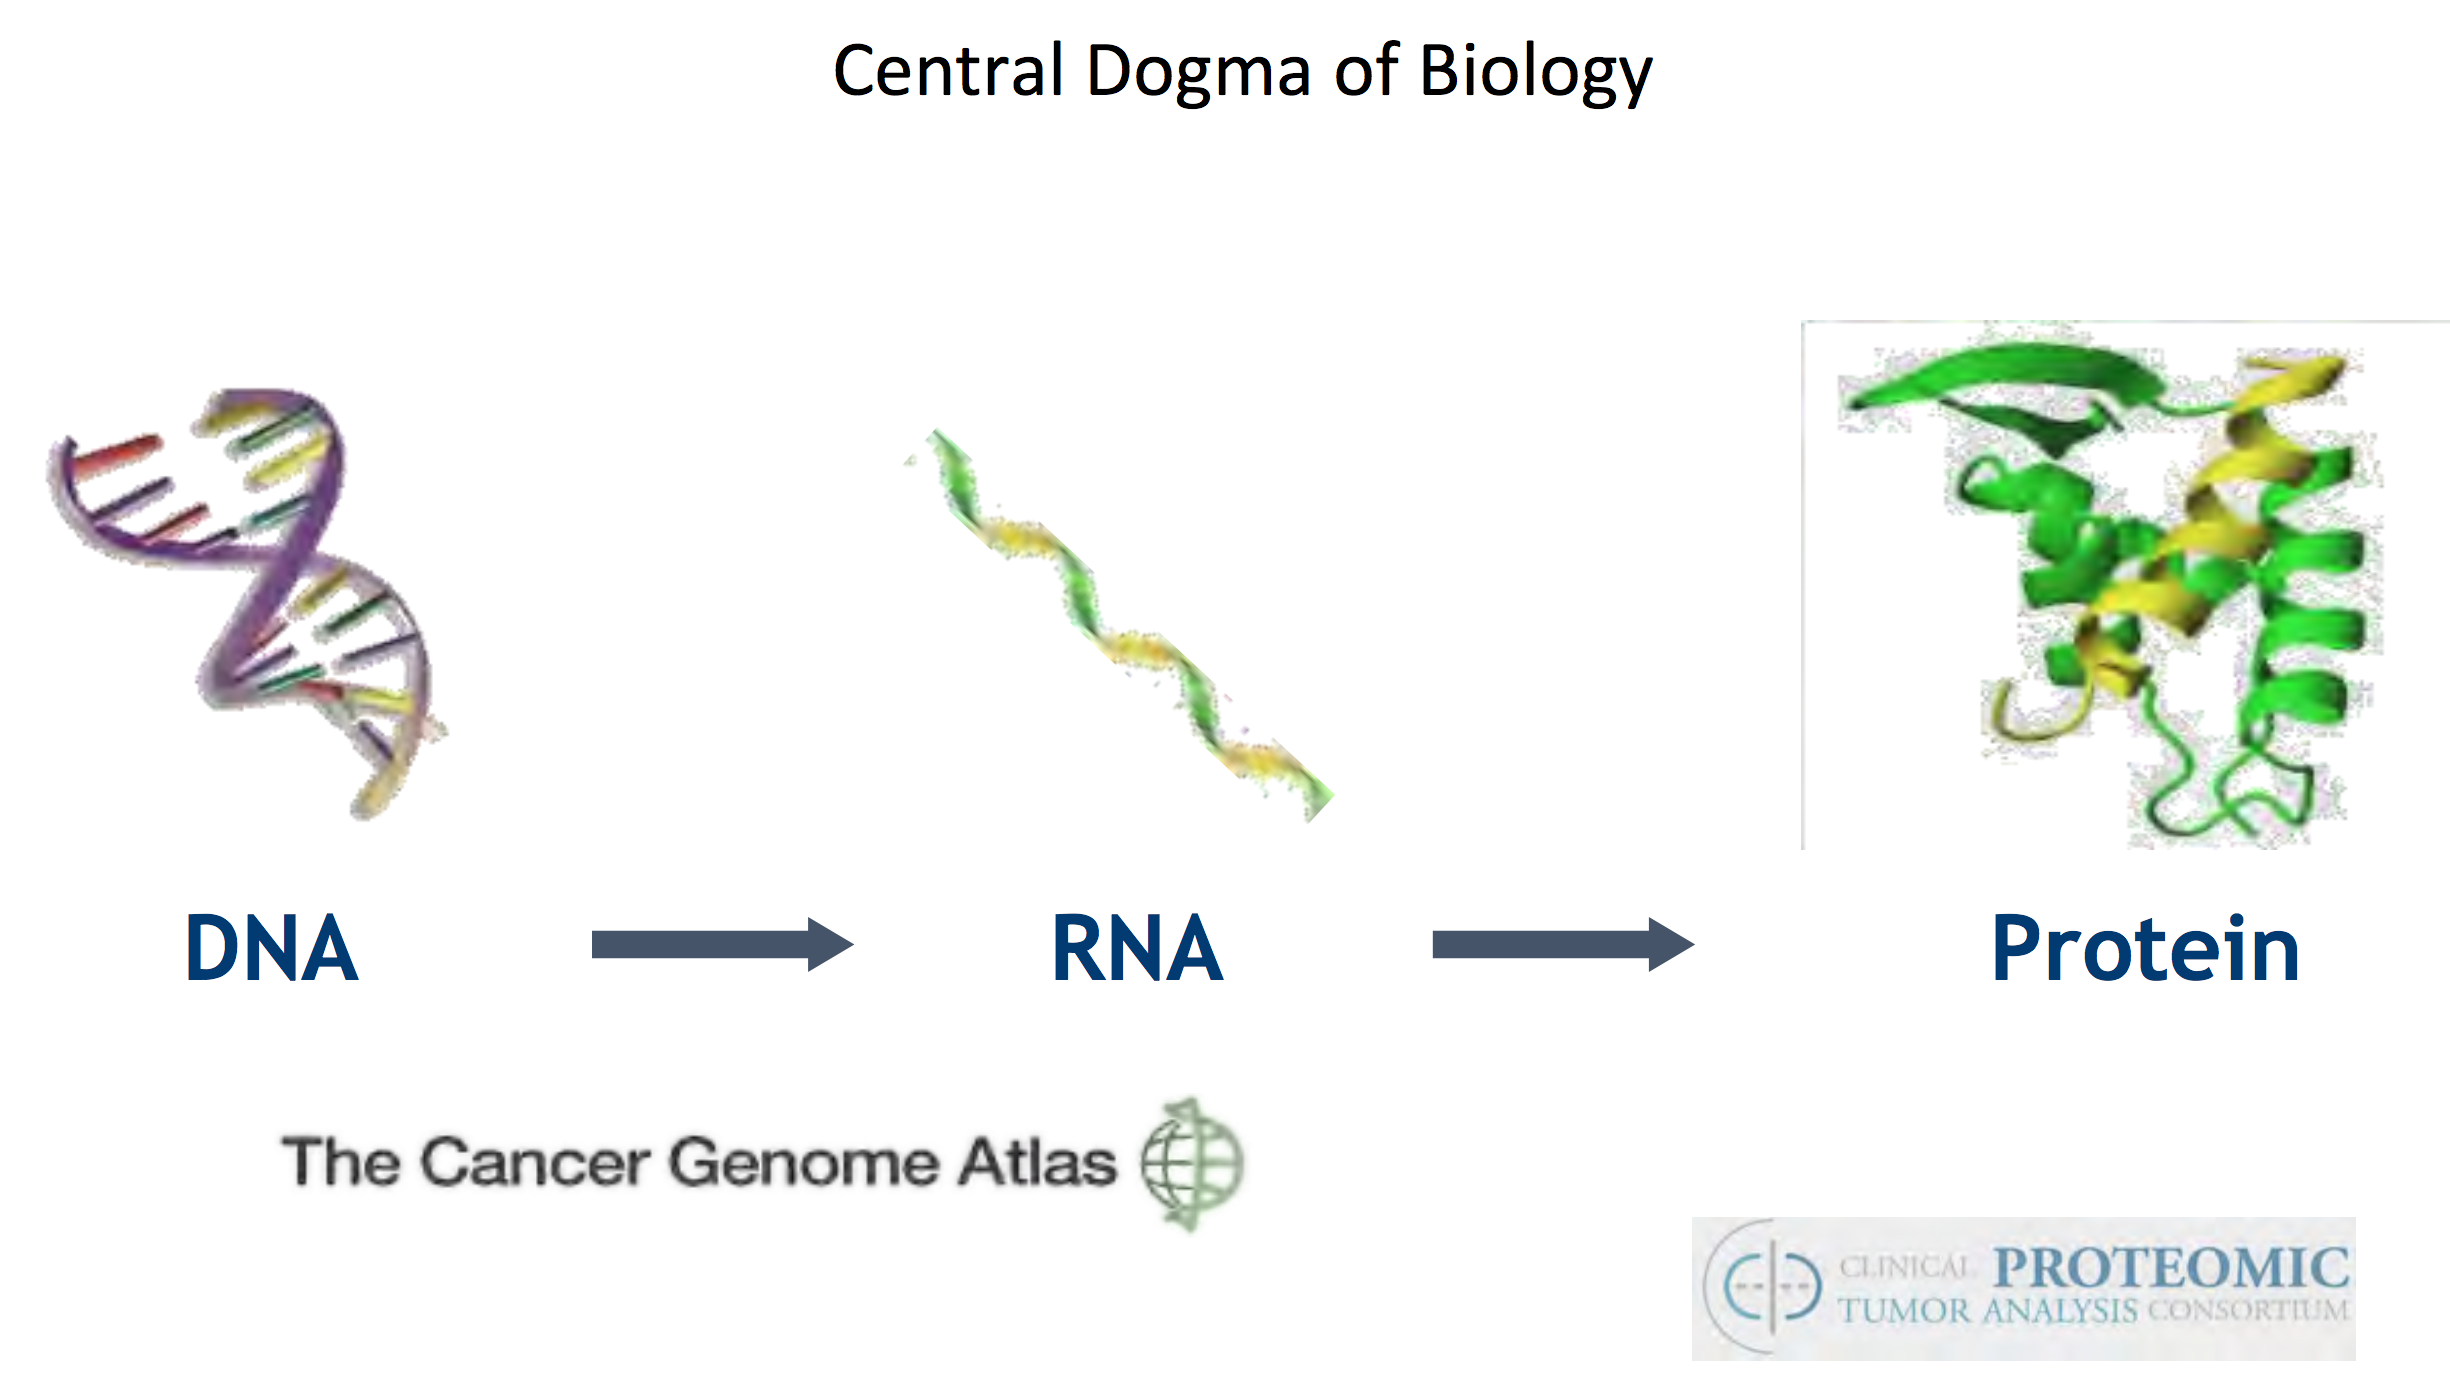 Central Dogma of Biology
DNA
RNA
Protein
The Cancer Genome Atlas
CLINICAL PROTEOMIC
TUMOR ANALYSIS CONSORTIUM